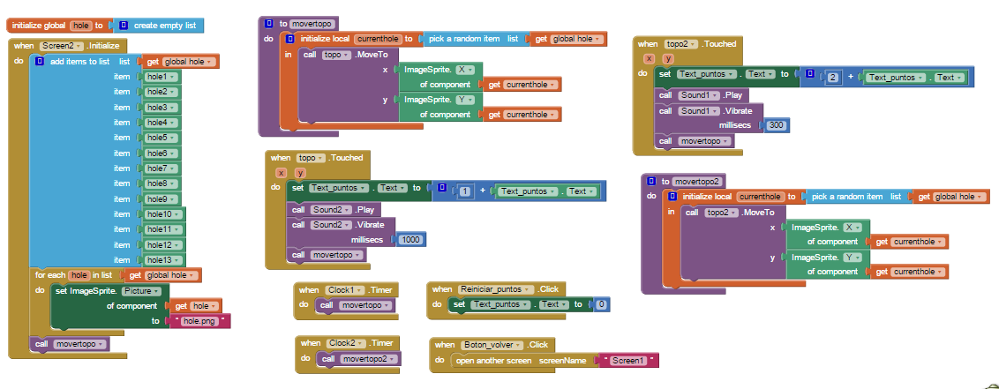 initialize global hole to create empty list
when Screen2 .Initialize
do add items to list list get global hole
item hole1
item hole2
item hole3
item hole4
item hole5
item hole6
item hole7
item hole8
item hole9
item hole10
item hole11
item hole12
item hole13
for each hole in list get global hole
do set ImageSprite. Picture
of component get hole
to " hole.png "
call movertopo
to movertopo
do initialize local currenthole to pick a random item list get global hole
in call topo .MoveTo
x ImageSprite. X
of component get currenthole
y ImageSprite. Y
of component get currenthole
when topo .Touched
x y
do set Text_puntos . Text to 1 + Text_puntos . Text
call Sound2 .Play
call Sound2 .Vibrate
millisecs 1000
call movertopo
when Clock1 .Timer
do call movertopo
when Clock2 .Timer
do call movertopo2
when Reiniciar_puntos .Click
do set Text_puntos . Text to 0
when Boton_volver .Click
do open another screen screenName " Screen1 "
when topo2 .Touched
x y
do set Text_puntos . Text to 2 + Text_puntos . Text
call Sound1 .Play
call Sound1 .Vibrate
millisecs 300
call movertopo
to movertopo2
do initialize local currenthole to pick a random item list get global hole
in call topo2 .MoveTo
x ImageSprite. X
of component get currenthole
y ImageSprite. Y
of component get currenthole